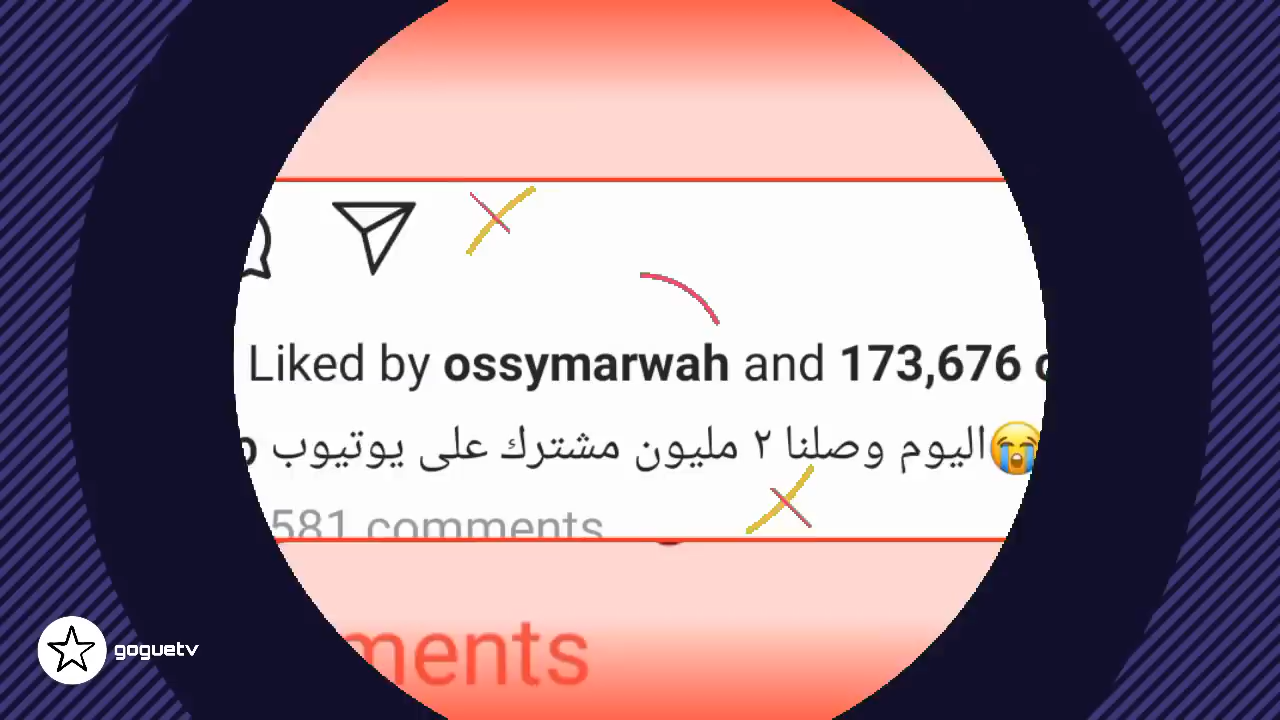 Liked by ossymarwah and 173,676
اليوم وصلنا ٢ مليون مشترك على يوتيوب
581 comments
ments
goguetv